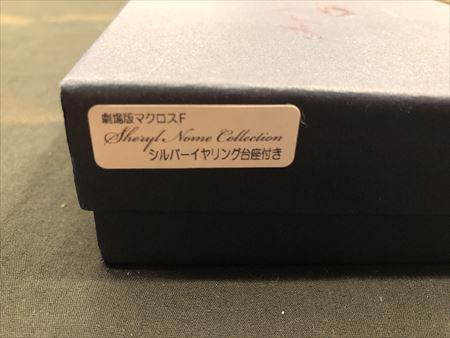 劇場版マクロスF
Sheryl Nome Collection
シルバーイヤリング台座付き